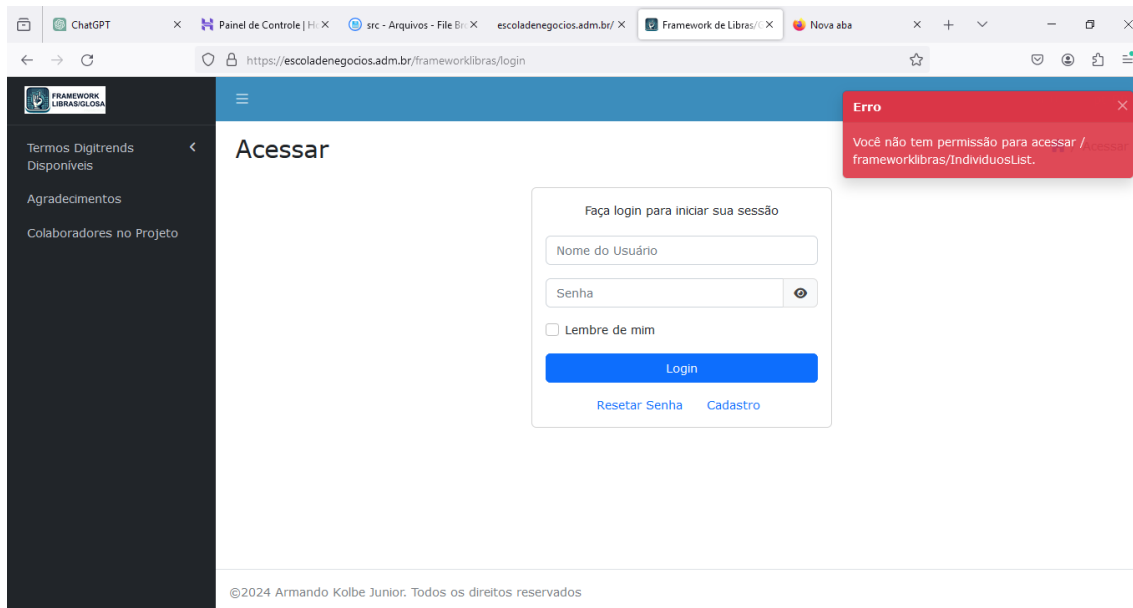 ChatGPT
Painel de Controle | Ho
src - Arquivos - File Bro
escoladenegocios.adm.br/
Framework de Libras/G
Nova aba
https://escoladenegocios.adm.br/frameworklibras/login
FRAMEWORK
LIBRAS/GLOSA
Termos Digitrends
Disponíveis
Agradecimentos
Colaboradores no Projeto
Acessar
Erro
Você não tem permissão para acessar /
frameworklibras/IndividuosList.
Acessar
Faça login para iniciar sua sessão
Nome do Usuário
Senha
Lembre de mim
Login
Resetar Senha
Cadastro
©2024 Armando Kolbe Junior. Todos os direitos reservados